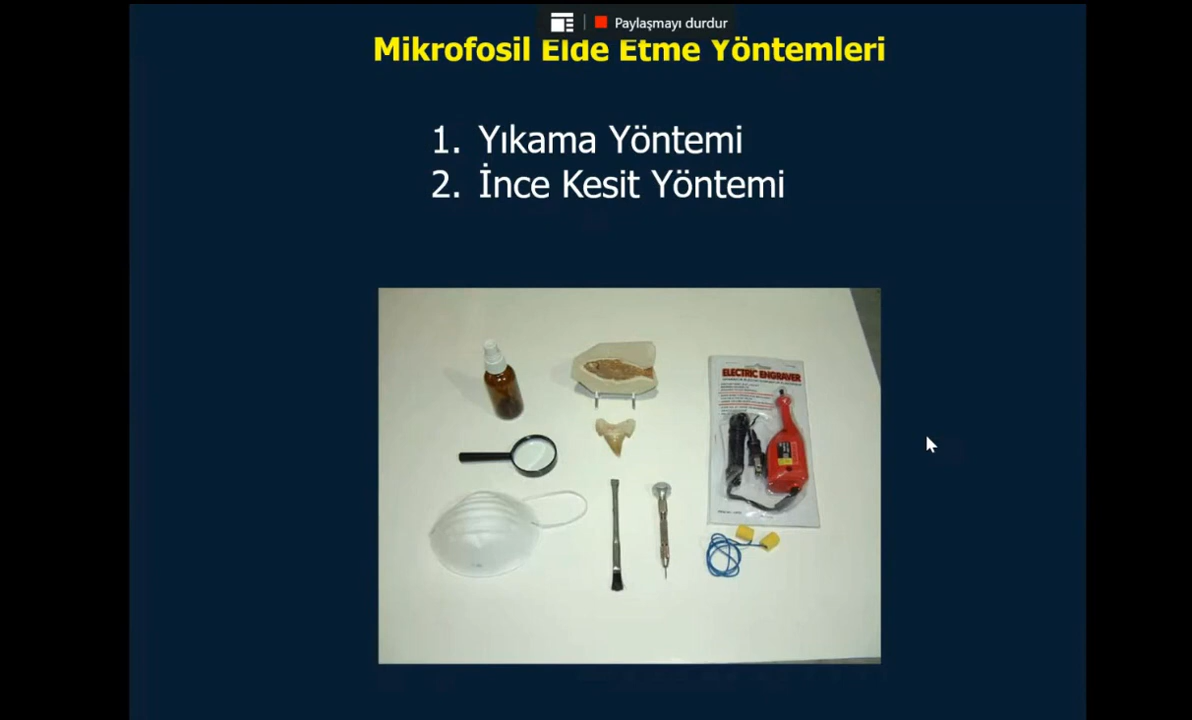 Paylaşmayı durdur
Mikrofosil Elde Etme Yöntemleri
1. Yıkama Yöntemi
2. İnce Kesit Yöntemi
ELECTRIC ENGRAVER